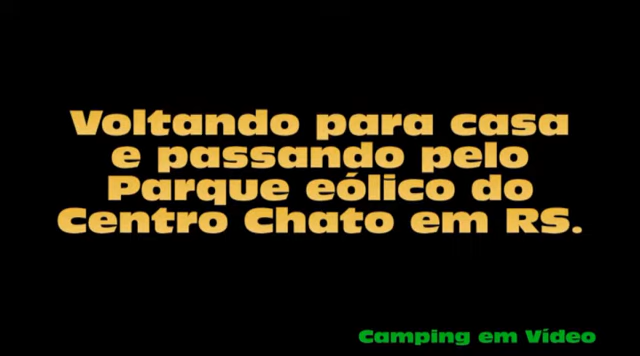 Voltando para casa
e passando pelo
Parque eólico do
Centro Chato em RS.
Camping em Vídeo